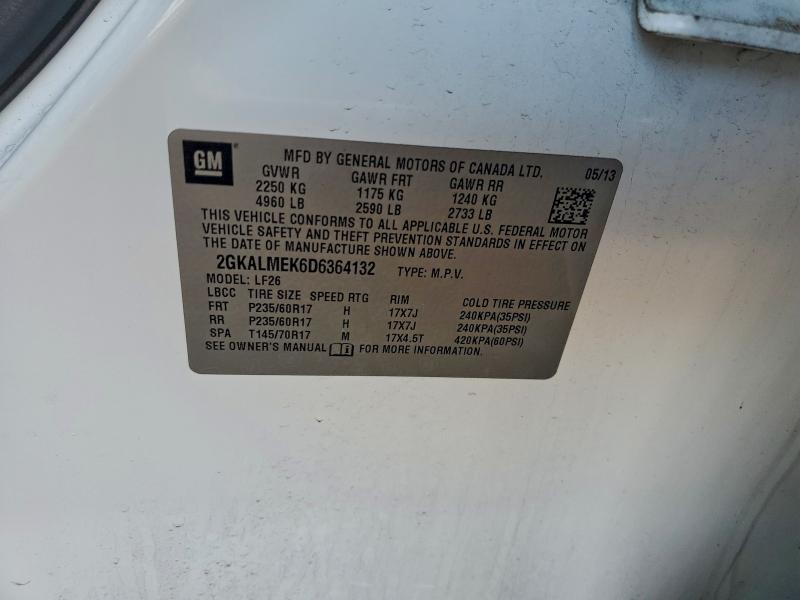 GM
MFD BY GENERAL MOTORS OF CANADA LTD. 05/13
GVWR GAWR FRT GAWR RR
2250 KG 1175 KG 1240 KG
4960 LB 2590 LB 2733 LB
THIS VEHICLE CONFORMS TO ALL APPLICABLE U.S. FEDERAL MOTOR
VEHICLE SAFETY AND THEFT PREVENTION STANDARDS IN EFFECT ON
THE DATE OF MANUFACTURE SHOWN ABOVE.
2GKALMEK6D6364132 TYPE: M.P.V.
MODEL: LF26
LBCC TIRE SIZE SPEED RTG RIM COLD TIRE PRESSURE
FRT P235/60R17 H 17X7J 240KPA(35PSI)
RR P235/60R17 H 17X7J 240KPA(35PSI)
SPA T145/70R17 M 17X4.5T 420KPA(60PSI)
SEE OWNER'S MANUAL FOR MORE INFORMATION.